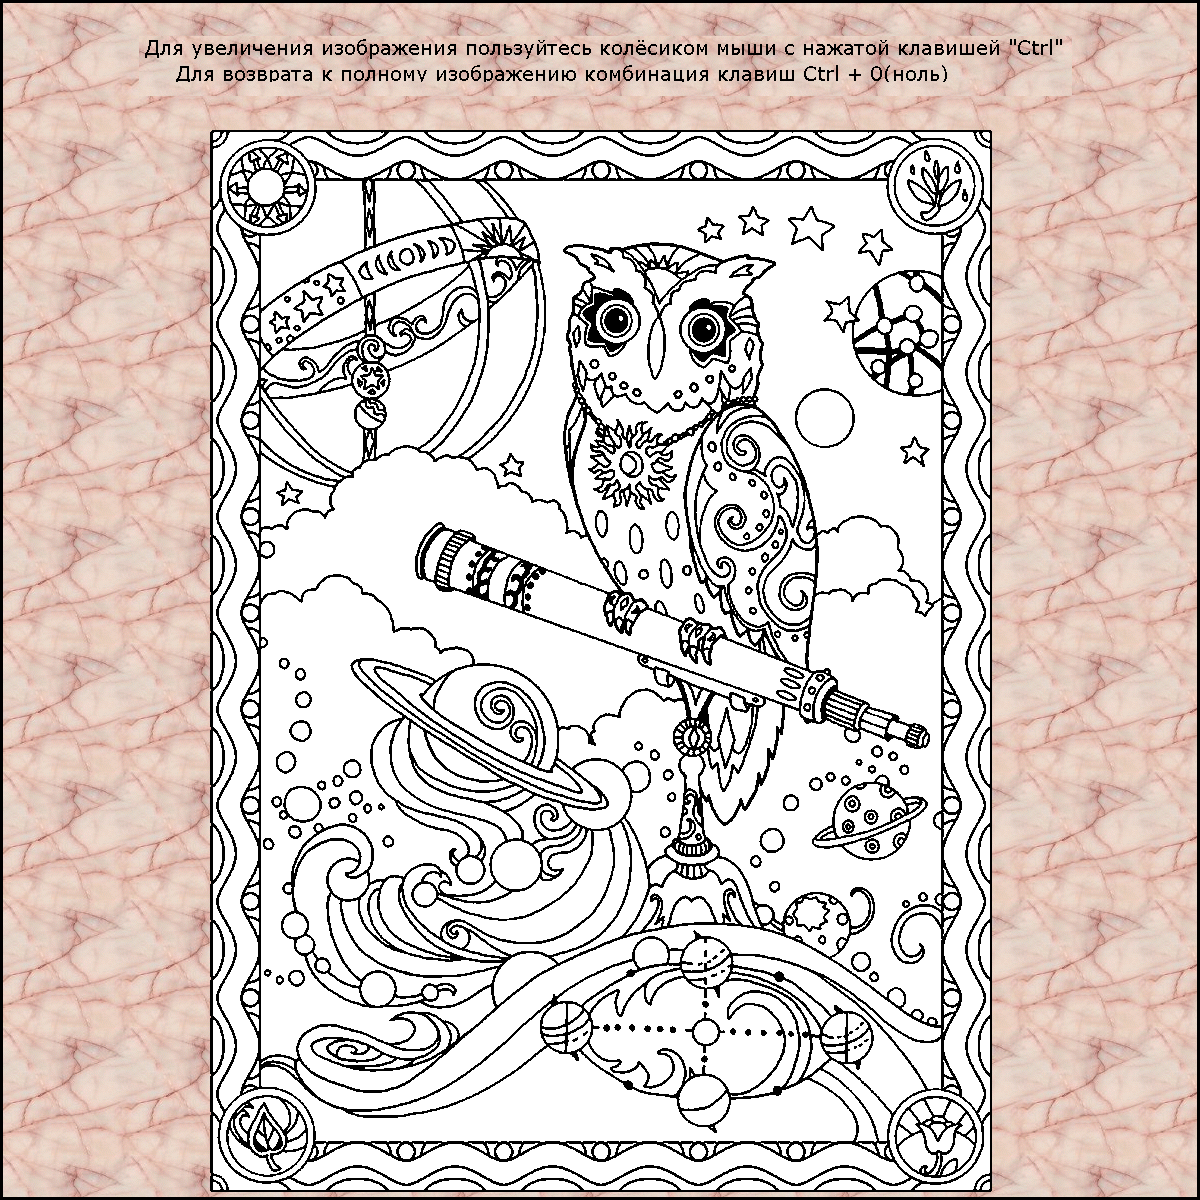 Для увеличения изображения пользуйтесь колёсиком мыши с нажатой клавишей "Ctrl"
Для возврата к полному изображению комбинация клавиш Ctrl + 0(ноль)